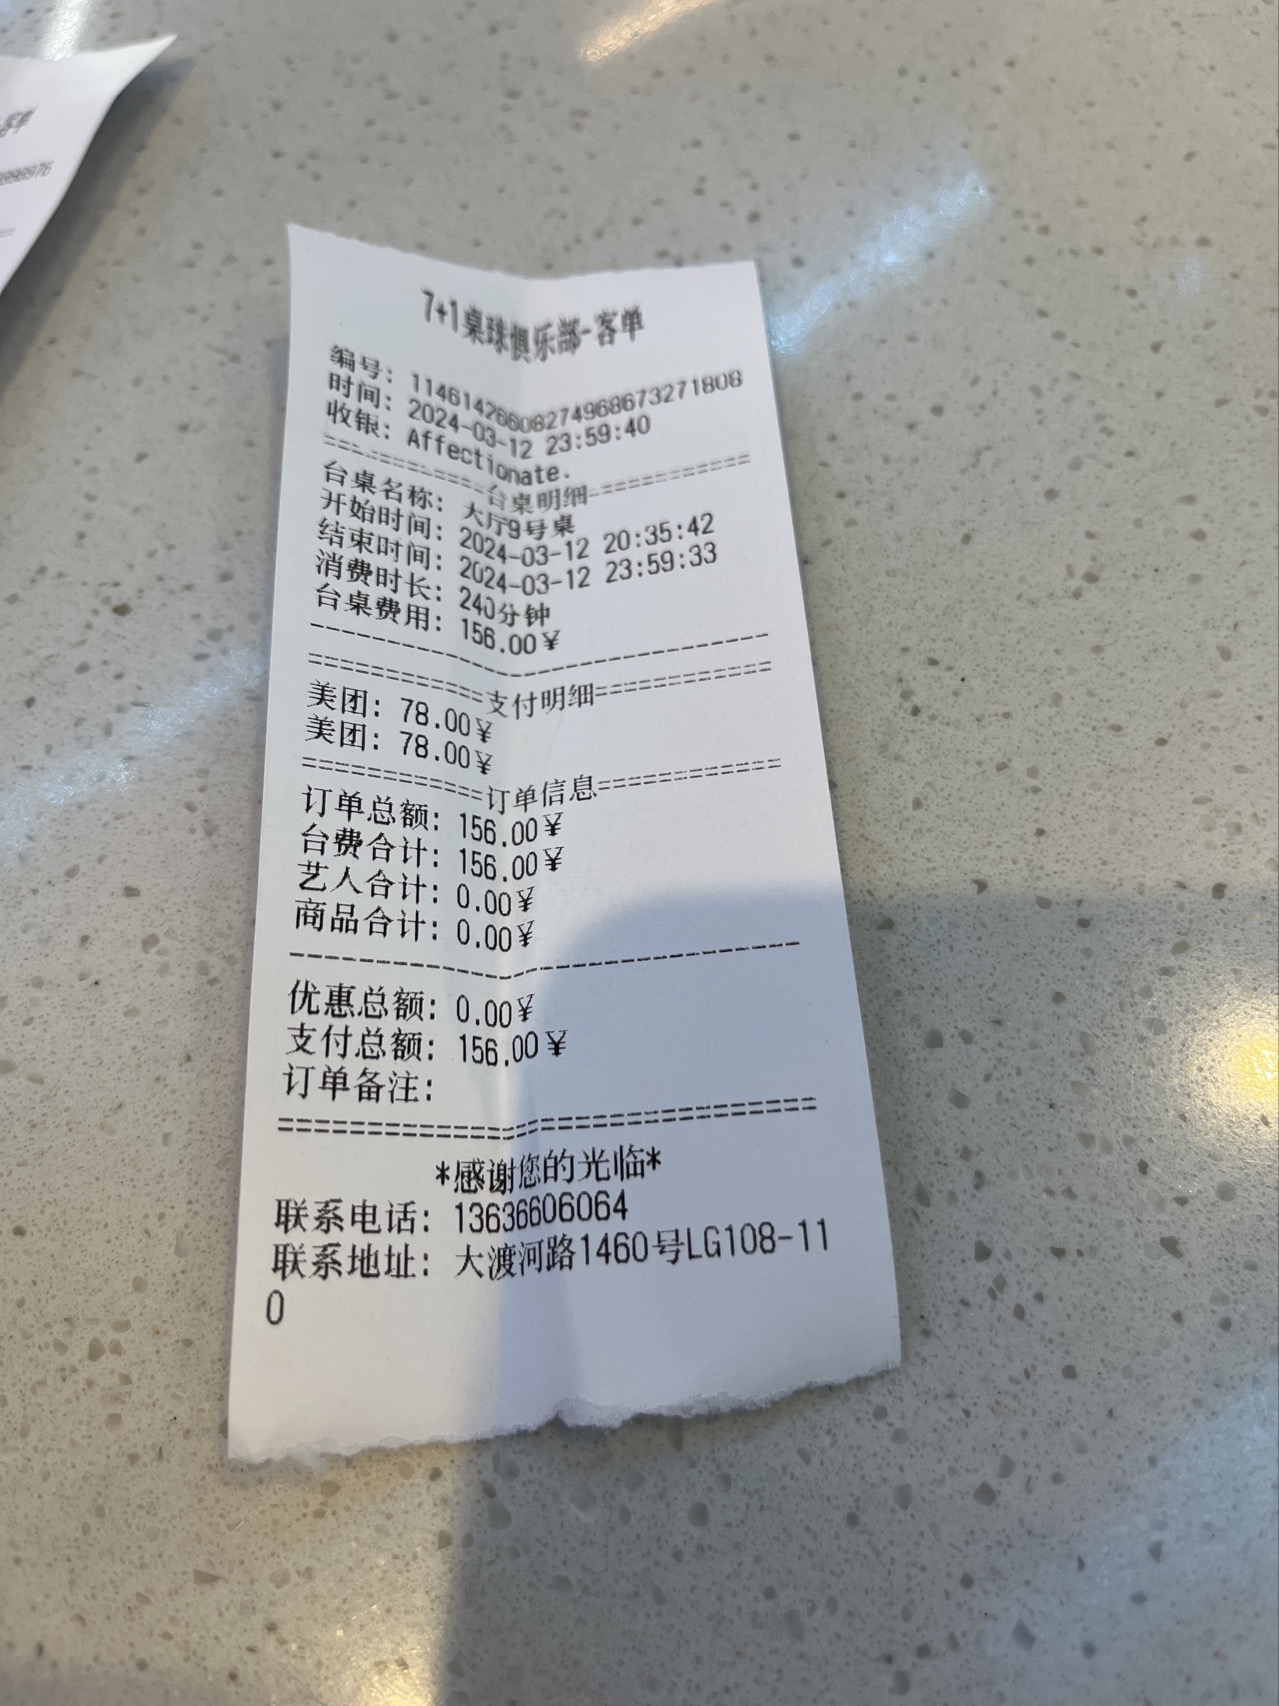 客单
7+1桌球俱乐部-客单
编号: 1146142660827496867327​1808
时间: 2024-03-12 23:59:40
收银: Affectionate.
============台桌明细============
台桌名称: 大厅9号桌
开始时间: 2024-03-12 20:35:42
结束时间: 2024-03-12 23:59:33
消费时长: 240分钟
台桌费用: 156.00¥
--------------------------------
============支付明细============
美团: 78.00¥
美团: 78.00¥
============订单信息============
订单总额: 156.00¥
台费合计: 156.00¥
艺人合计: 0.00¥
商品合计: 0.00¥
--------------------------------
优惠总额: 0.00¥
支付总额: 156.00¥
订单备注:
================================
*感谢您的光临*
联系电话: 13636606064
联系地址: 大渡河路1460号LG108-11
0